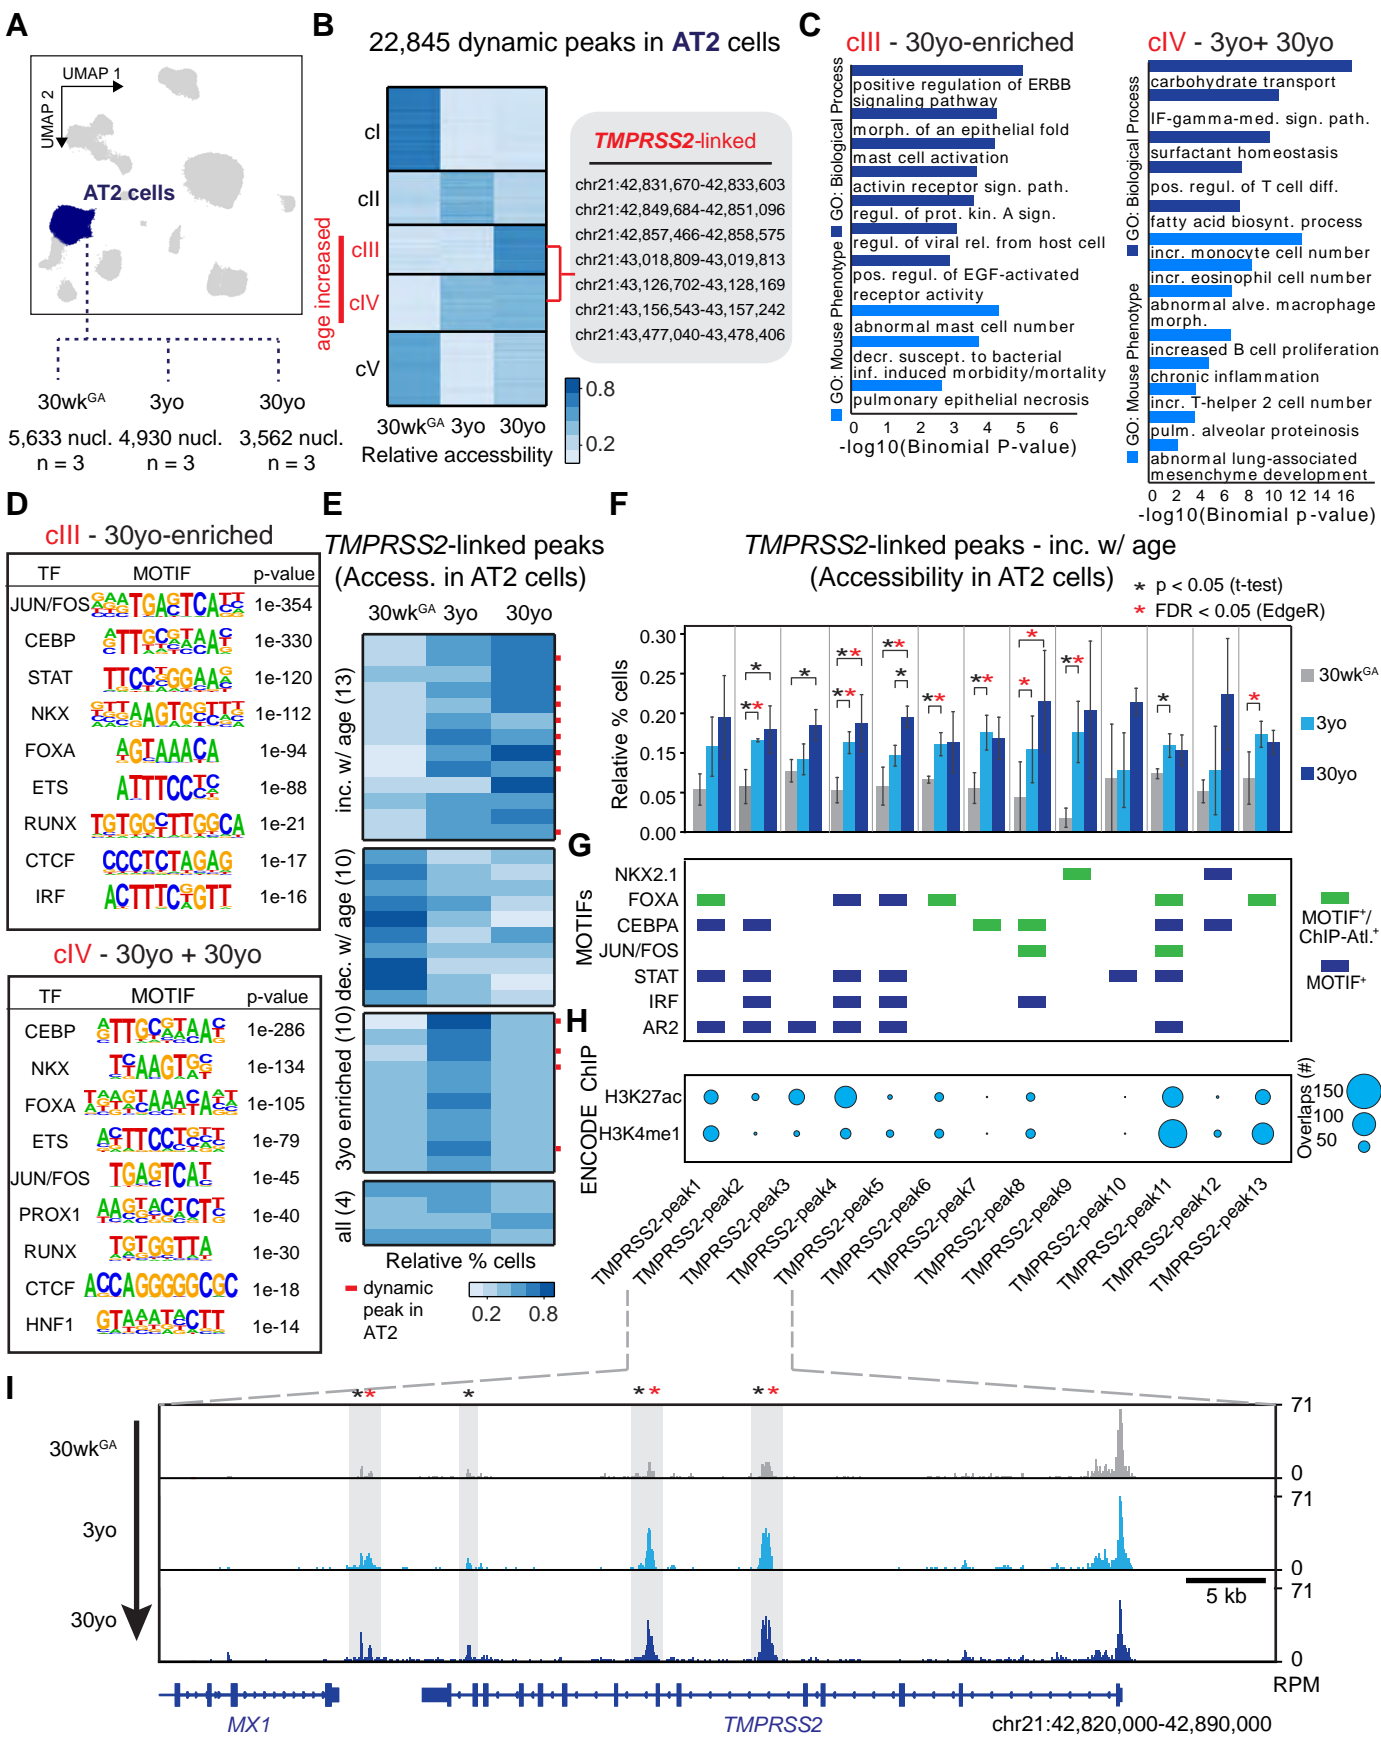 A
UMAP 1
UMAP 2
AT2 cells
30wkGA
3yo
30yo
5,633 nucl.
4,930 nucl.
3,562 nucl.
n = 3
n = 3
n = 3
B
22,845 dynamic peaks in AT2 cells
cI
cII
cIII
cIV
cV
age increased
30wkGA 3yo 30yo
Relative accessbility
0.8
0.2
TMPRSS2-linked
chr21:42,831,670-42,833,603
chr21:42,849,684-42,851,096
chr21:42,857,466-42,858,575
chr21:43,018,809-43,019,813
chr21:43,126,702-43,128,169
chr21:43,156,543-43,157,242
chr21:43,477,040-43,478,406
C
cIII - 30yo-enriched
GO: Biological Process
GO: Mouse Phenotype
positive regulation of ERBB
signaling pathway
morph. of an epithelial fold
mast cell activation
activin receptor sign. path.
regul. of prot. kin. A sign.
regul. of viral rel. from host cell
pos. regul. of EGF-activated
receptor activity
abnormal mast cell number
decr. suscept. to bacterial
inf. induced morbidity/mortality
pulmonary epithelial necrosis
0 1 2 3 4 5 6
-log10(Binomial P-value)
cIV - 3yo+ 30yo
GO: Biological Process
GO: Mouse Phenotype
carbohydrate transport
IF-gamma-med. sign. path.
surfactant homeostasis
pos. regul. of T cell diff.
fatty acid biosynt. process
incr. monocyte cell number
incr. eosinophil cell number
abnormal alve. macrophage
morph.
increased B cell proliferation
chronic inflammation
incr. T-helper 2 cell number
pulm. alveolar proteinosis
abnormal lung-associated
mesenchyme development
0 2 4 6 8 10 12 14 16
-log10(Binomial p-value)
D
cIII - 30yo-enriched
TF MOTIF p-value
JUN/FOS TGAGTCA 1e-354
CEBP 1e-330
STAT 1e-120
NKX 1e-112
FOXA 1e-94
ETS 1e-88
RUNX 1e-21
CTCF 1e-17
IRF 1e-16
cIV - 30yo + 30yo
TF MOTIF p-value
CEBP 1e-286
NKX 1e-134
FOXA 1e-105
ETS 1e-79
JUN/FOS 1e-45
PROX1 1e-40
RUNX 1e-30
CTCF 1e-18
HNF1 1e-14
E
TMPRSS2-linked peaks
(Access. in AT2 cells)
30wkGA 3yo 30yo
inc. w/ age (13)
dec. w/ age (10)
3yo enriched (10)
all (4)
Relative % cells
dynamic
peak in
AT2
0.2 0.8
F
TMPRSS2-linked peaks - inc. w/ age
(Accessibility in AT2 cells)
* p < 0.05 (t-test)
* FDR < 0.05 (EdgeR)
Relative % cells
0.30
0.25
0.20
0.15
0.05
0.00
30wkGA
3yo
30yo
G
MOTIFs
NKX2.1
FOXA
CEBPA
JUN/FOS
STAT
IRF
AR2
MOTIF+/
ChIP-Atl.+
MOTIF+
H
ENCODE ChIP
H3K27ac
H3K4me1
Overlaps (#)
150
100
50
TMPRSS2-peak1
TMPRSS2-peak2
TMPRSS2-peak3
TMPRSS2-peak4
TMPRSS2-peak5
TMPRSS2-peak6
TMPRSS2-peak7
TMPRSS2-peak8
TMPRSS2-peak9
TMPRSS2-peak10
TMPRSS2-peak11
TMPRSS2-peak12
TMPRSS2-peak13
I
** * ** **
30wkGA
71
0
3yo
71
0
5 kb
30yo
71
0
RPM
MX1
TMPRSS2
chr21:42,820,000-42,890,000